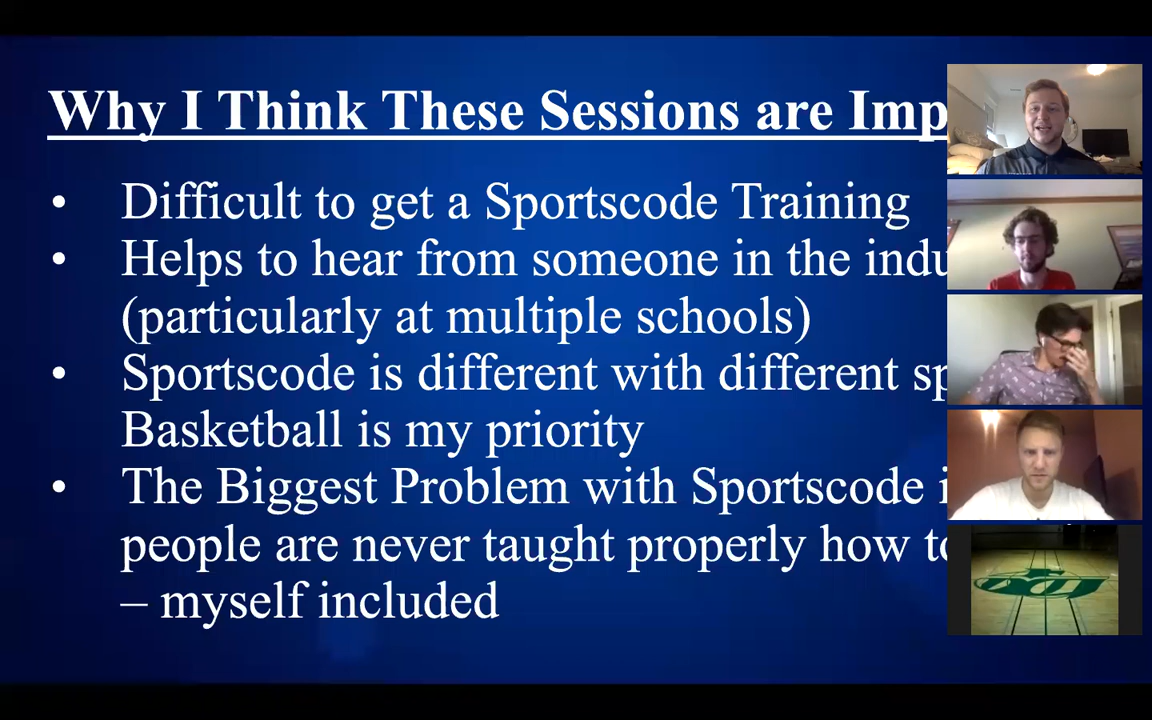 Why I Think These Sessions are Imp
• Difficult to get a Sportscode Training
• Helps to hear from someone in the indu
(particularly at multiple schools)
• Sportscode is different with different sp
Basketball is my priority
• The Biggest Problem with Sportscode i
people are never taught properly how to
– myself included